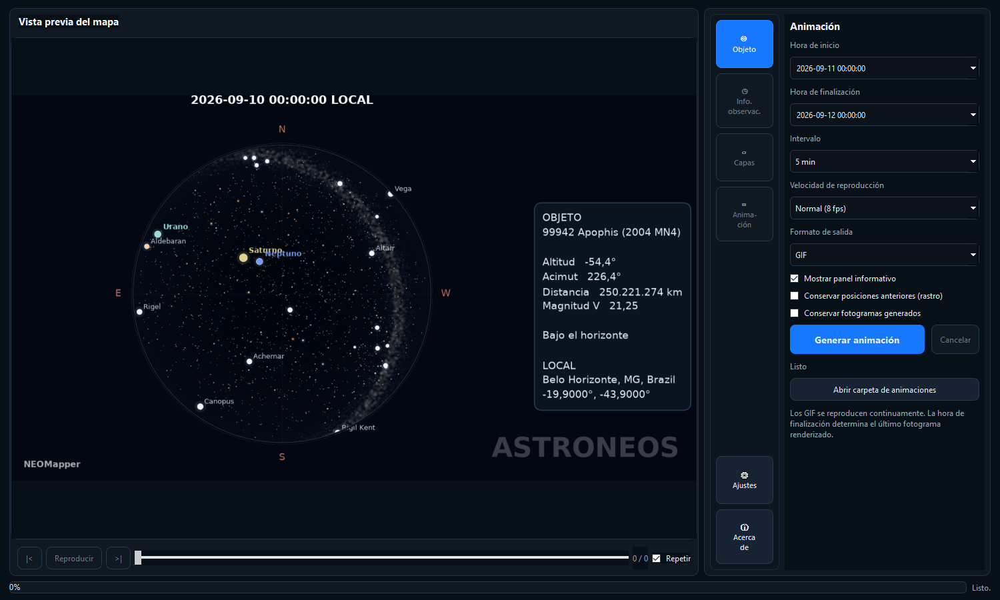 Vista previa del mapa
2026-09-10 00:00:00 LOCAL
N
Vega
Urano
Aldebaran
Saturno
Neptuno
Altair
E
W
Rigel
Achernar
Canopus
Rigil Kent
S
NEOMapper
OBJETO
99942 Apophis (2004 MN4)
Altitud -54,4°
Acimut 226,4°
Distancia 250.221.274 km
Magnitud V 21,25
Bajo el horizonte
LOCAL
Belo Horizonte, MG, Brazil
-19,9000°, -43,9000°
ASTRONEOS
|<
Reproducir
>|
0 / 0
Repetir
0%
Listo.
Objeto
Info.
observac.
Capas
Anima-
ción
Ajustes
Acerca
de
Animación
Hora de inicio
2026-09-11 00:00:00
Hora de finalización
2026-09-12 00:00:00
Intervalo
5 min
Velocidad de reproducción
Normal (8 fps)
Formato de salida
GIF
Mostrar panel informativo
Conservar posiciones anteriores (rastro)
Conservar fotogramas generados
Generar animación
Cancelar
Listo
Abrir carpeta de animaciones
Los GIF se reproducen continuamente. La hora de
finalización determina el último fotograma
renderizado.